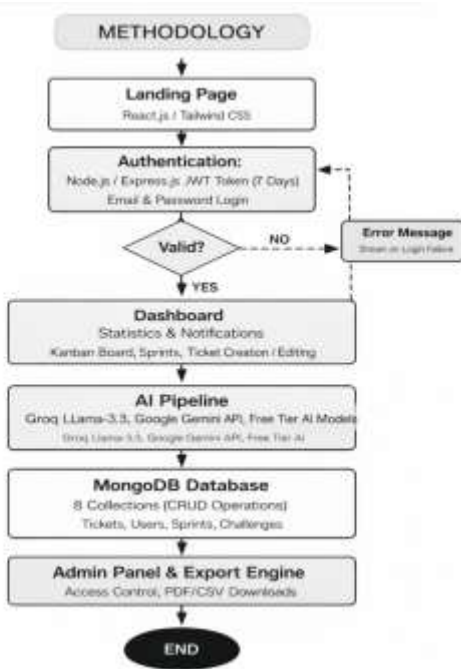 METHODOLOGY
Landing Page
React.js / Tailwind CSS
Authentication:
Node.js / Express.js JWT Token (7 Days)
Email & Password Login
Valid?
NO
Error Message
Shown on Login Failure
YES
Dashboard
Statistics & Notifications
Kanban Board, Sprints, Ticket Creation / Editing
AI Pipeline
Groq LLama-3.3, Google Gemini API, Free Tier AI Models
Groq LLama-3.3, Google Gemini API, Free Tier AI
MongoDB Database
8 Collections (CRUD Operations)
Tickets, Users, Sprints, Challenges
Admin Panel & Export Engine
Access Control, PDF/CSV Downloads
END